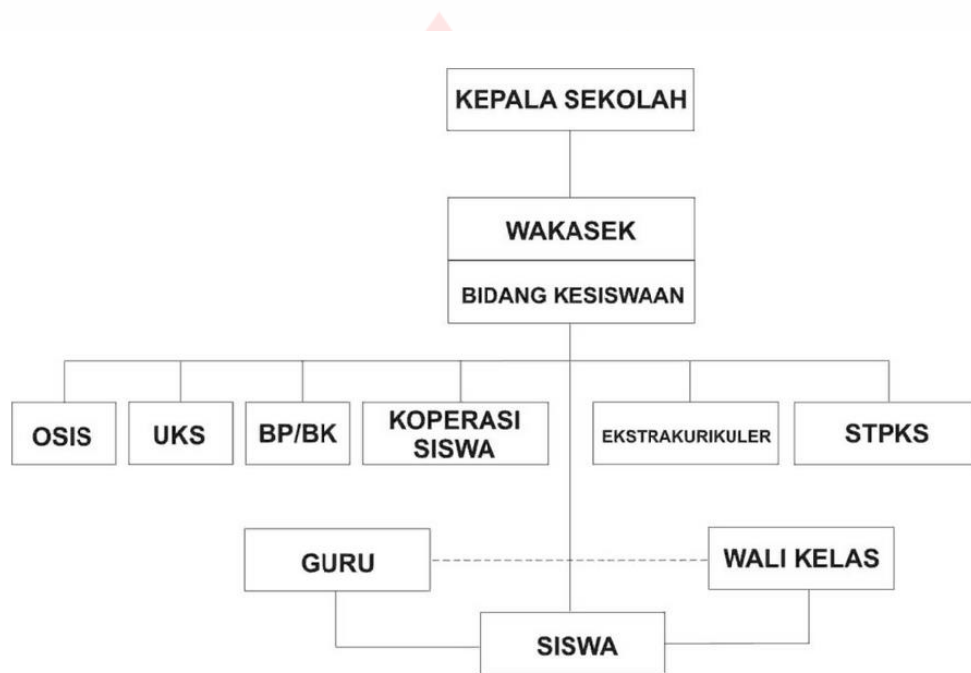 KEPALA SEKOLAH
WAKASEK
BIDANG KESISWAAN
OSIS
UKS
BP/BK
KOPERASI
SISWA
EKSTRAKURIKULER
STPKS
GURU
WALI KELAS
SISWA